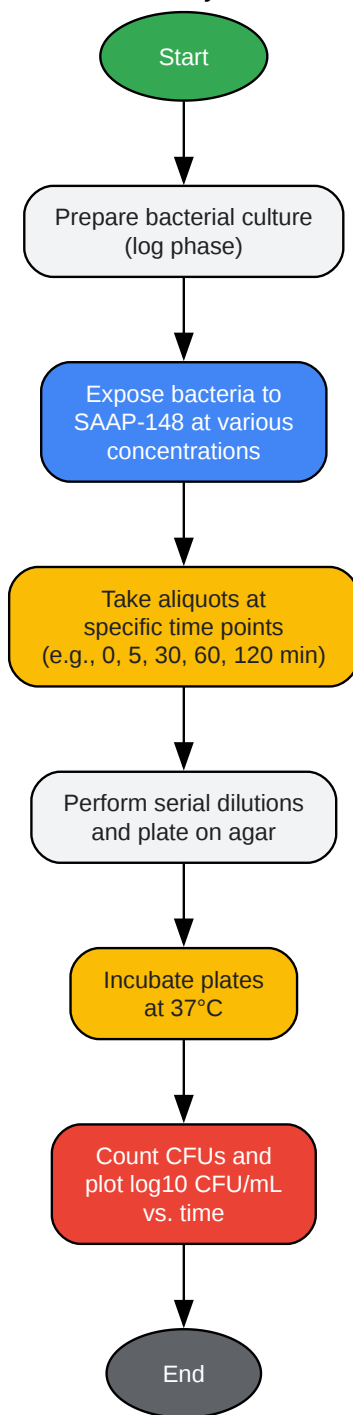 Start
Prepare bacterial culture
(log phase)
Expose bacteria to
SAAP-148 at various
concentrations
Take aliquots at
specific time points
(e.g., 0, 5, 30, 60, 120 min)
Perform serial dilutions
and plate on agar
Incubate plates
at 37°C
Count CFUs and
plot log10 CFU/mL
vs. time
End